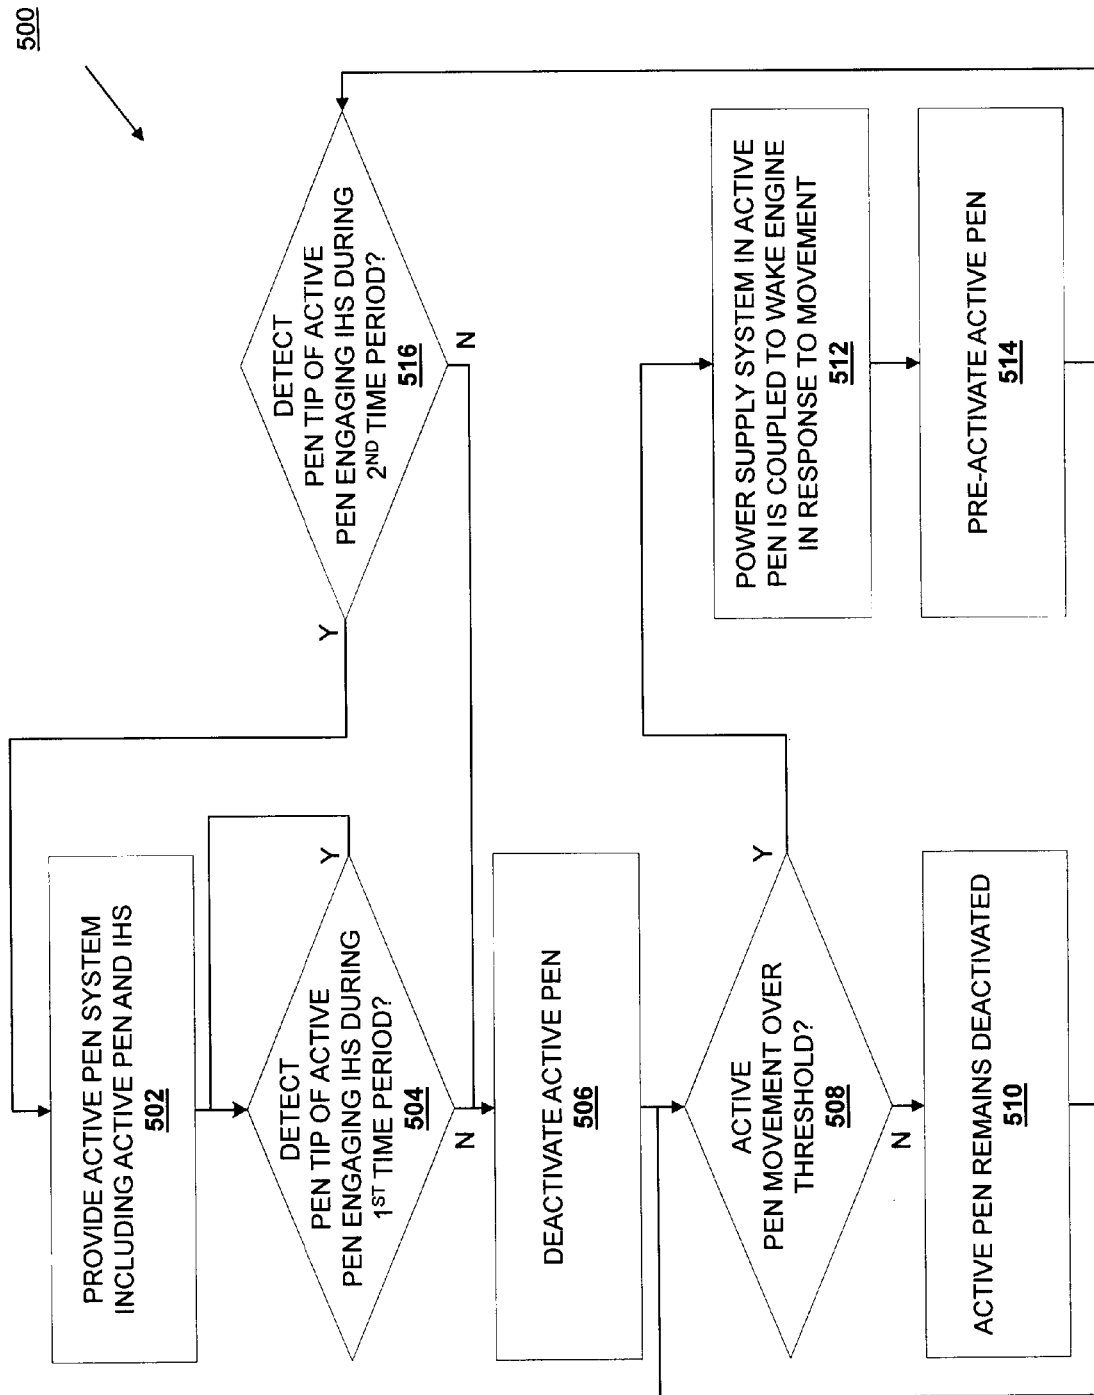 500
PROVIDE ACTIVE PEN SYSTEM
INCLUDING ACTIVE PEN AND IHS
502
DETECT
PEN TIP OF ACTIVE
PEN ENGAGING IHS DURING
1ST TIME PERIOD?
504
Y
N
DEACTIVATE ACTIVE PEN
506
ACTIVE
PEN MOVEMENT OVER
THRESHOLD?
508
Y
N
ACTIVE PEN REMAINS DEACTIVATED
510
POWER SUPPLY SYSTEM IN ACTIVE
PEN IS COUPLED TO WAKE ENGINE
IN RESPONSE TO MOVEMENT
512
PRE-ACTIVATE ACTIVE PEN
514
DETECT
PEN TIP OF ACTIVE
PEN ENGAGING IHS DURING
2ND TIME PERIOD?
516
Y
N